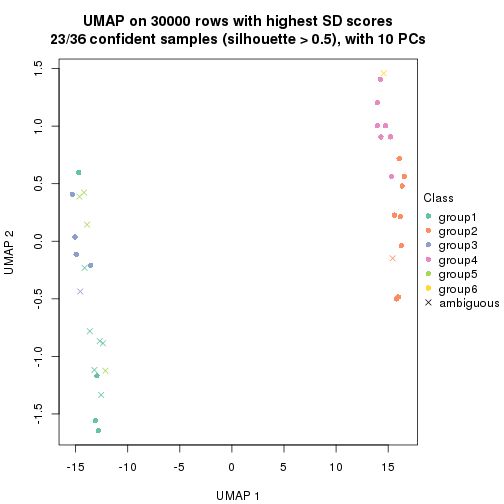 UMAP on 30000 rows with highest SD scores
23/36 confident samples (silhouette > 0.5), with 10 PCs
1.5
1.0
0.5
0.0
-0.5
-1.0
-1.5
UMAP 2
-15
-10
-5
0
5
10
15
UMAP 1
Class
group1
group2
group3
group4
group5
group6
ambiguous